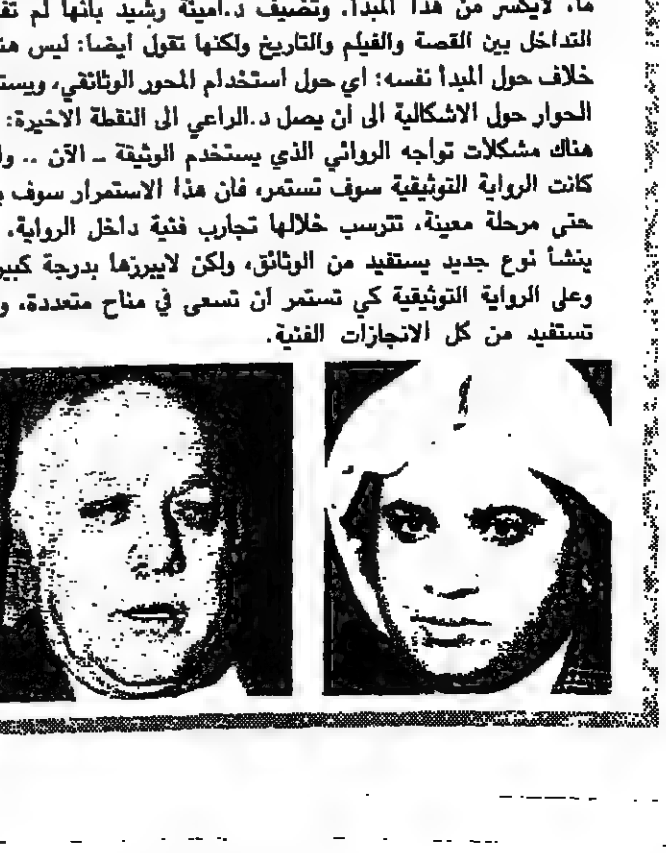 ما، لايكسر من هذا المبدأ. وتضيف د.امينة رشيد بانها لم
التداخل بين القصة والفيلم والتاريخ ولكنها تقول ايضا: ليس
خلاف حول المبدأ نفسه: اي حول استخدام المحور الوثائقي،
الحوار حول الاشكالية الى ان يصل د.الراعي الى النقطة الاخيرة:
هناك مشكلات تواجه الروائي الذي يستخدم الوثيقة ـ الآن ..
كانت الرواية التوثيقية سوف تستمر، فان هذا الاستمرار سوف
حتى مرحلة معينة، تترسب خلالها تجارب فنية داخل الرواية،
ينشأ نوع جديد يستفيد من الوثائق، ولكن لايبرزها بدرجة
وعلى الرواية التوثيقية كي تستمر ان تسعى في مناح متعددة،
تستفيد من كل الانجازات الفنية.